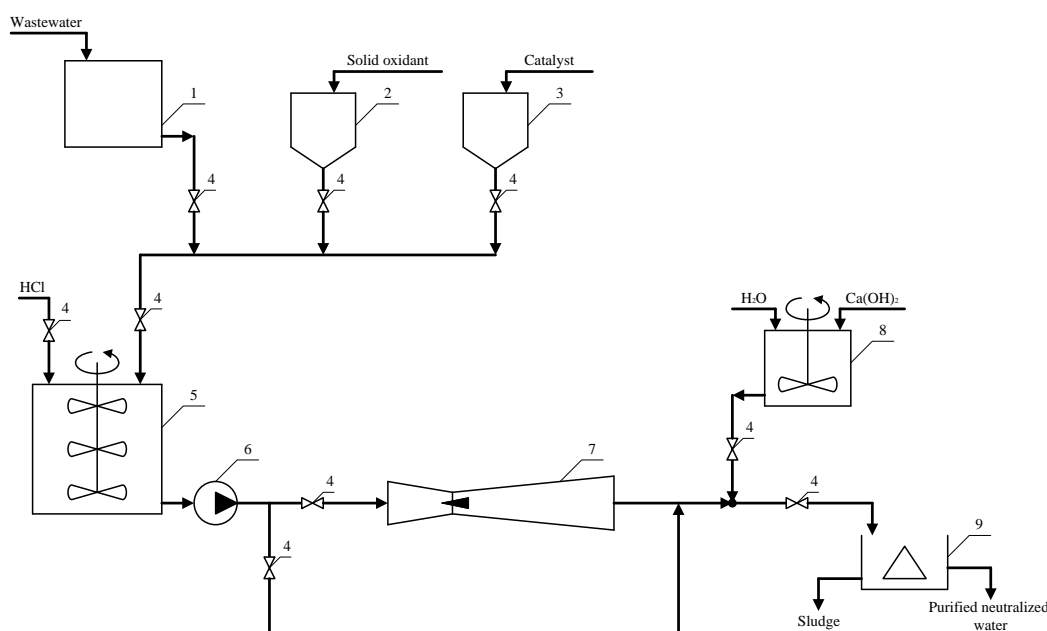 Wastewater
Solid oxidant
Catalyst
1
2
3
4
4
4
HCl
4
4
H₂O
Ca(OH)₂
8
5
4
6
7
4
4
4
9
Sludge
Purified neutralized
water